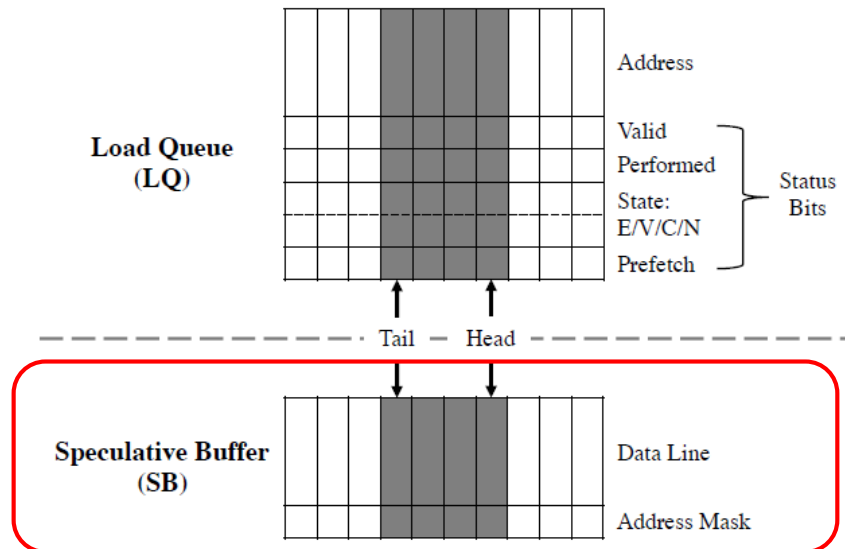 Address
Valid
Load Queue
(LQ)
Performed
State:
E/V/C/N
Status
Bits
Prefetch
Tail
Head
Speculative Buffer
(SB)
Data Line
Address Mask